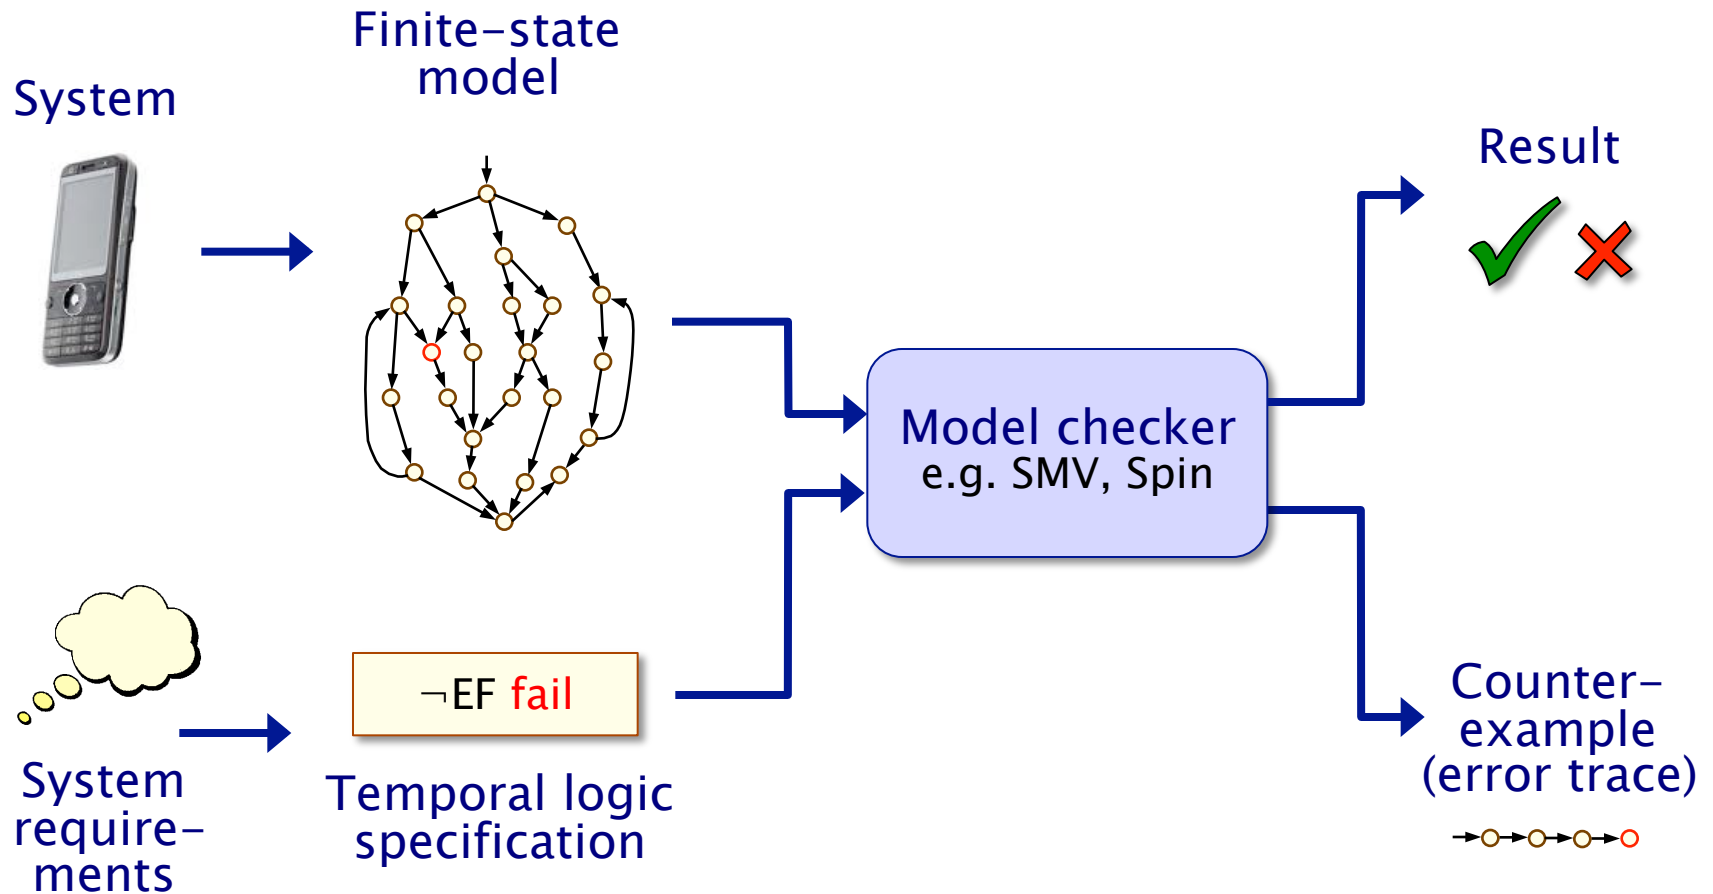 Finite-state
model
System
Result
Model checker
e.g. SMV, Spin
¬EF fail
Counter-
example
(error trace)
System
require-
ments
Temporal logic
specification